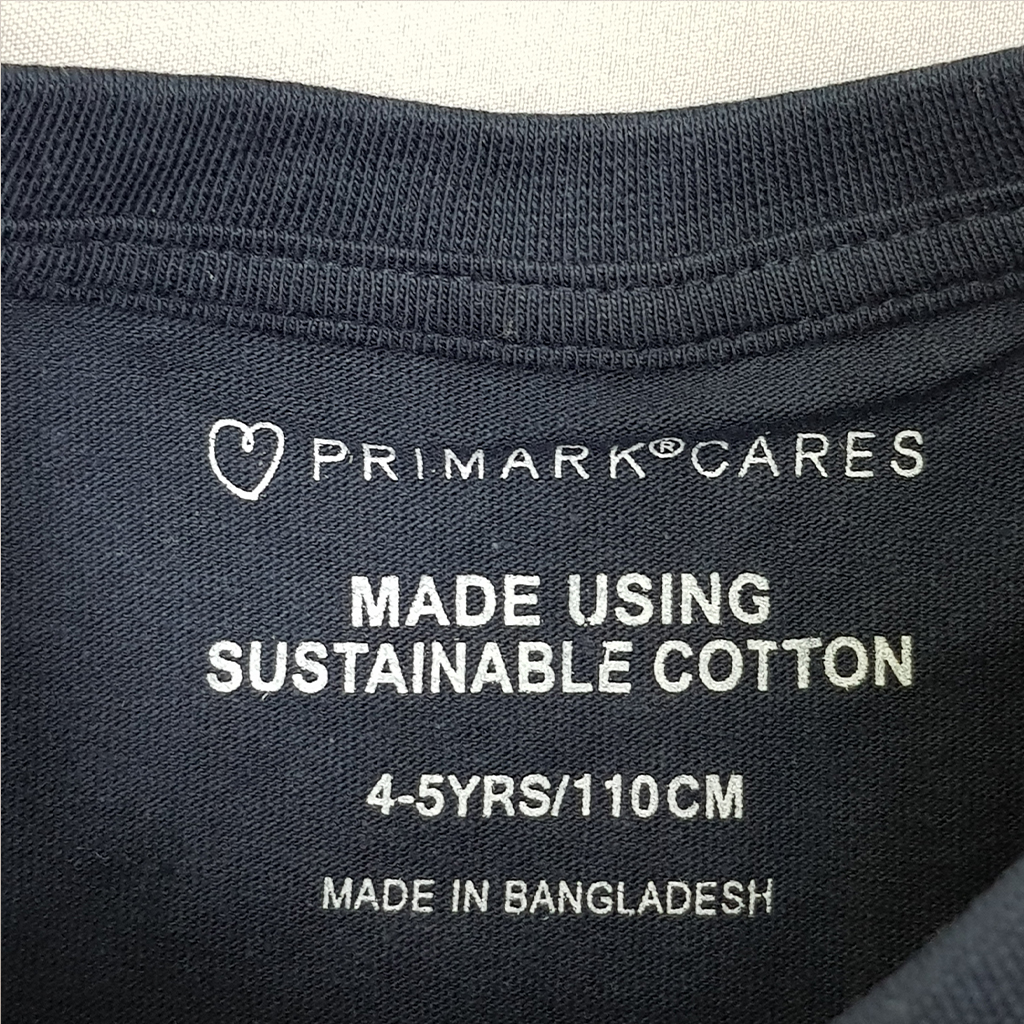 PRIMARK® CARES
MADE USING
SUSTAINABLE COTTON
4-5YRS/110CM
MADE IN BANGLADESH